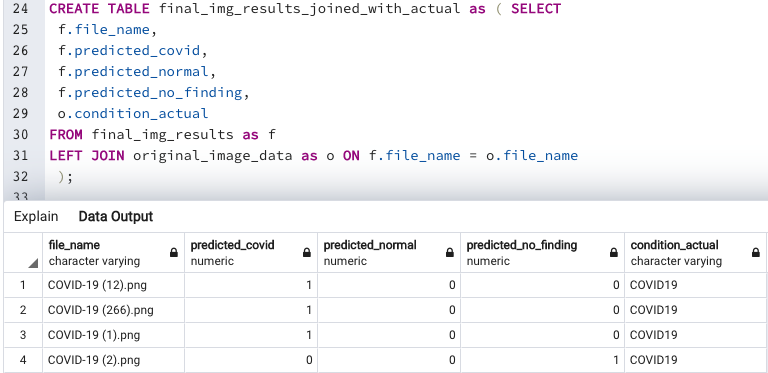 24 CREATE TABLE final_img_results_joined_with_actual as ( SELECT
25 f.file_name,
26 f.predicted_covid,
27 f.predicted_normal,
28 f.predicted_no_finding,
29 o.condition_actual
30 FROM final_img_results as f
31 LEFT JOIN original_image_data as o ON f.file_name = o.file_name
32 );
33
Explain Data Output
file_name predicted_covid predicted_normal predicted_no_finding condition_actual
character varying numeric numeric numeric character varying
1 COVID-19 (12).png 1 0 0 COVID19
2 COVID-19 (266).png 1 0 0 COVID19
3 COVID-19 (1).png 1 0 0 COVID19
4 COVID-19 (2).png 0 0 1 COVID19